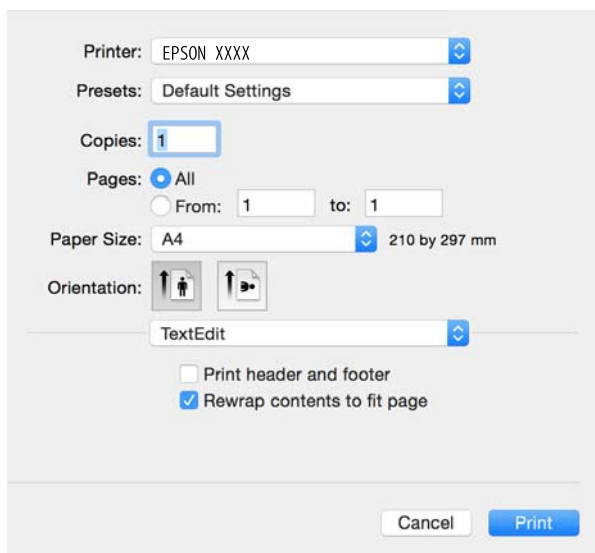 Printer: EPSON XXXX
Presets: Default Settings
Copies: 1
Pages: All
From: 1 to: 1
Paper Size: A4 210 by 297 mm
Orientation:
TextEdit
Print header and footer
Rewrap contents to fit page
Cancel Print